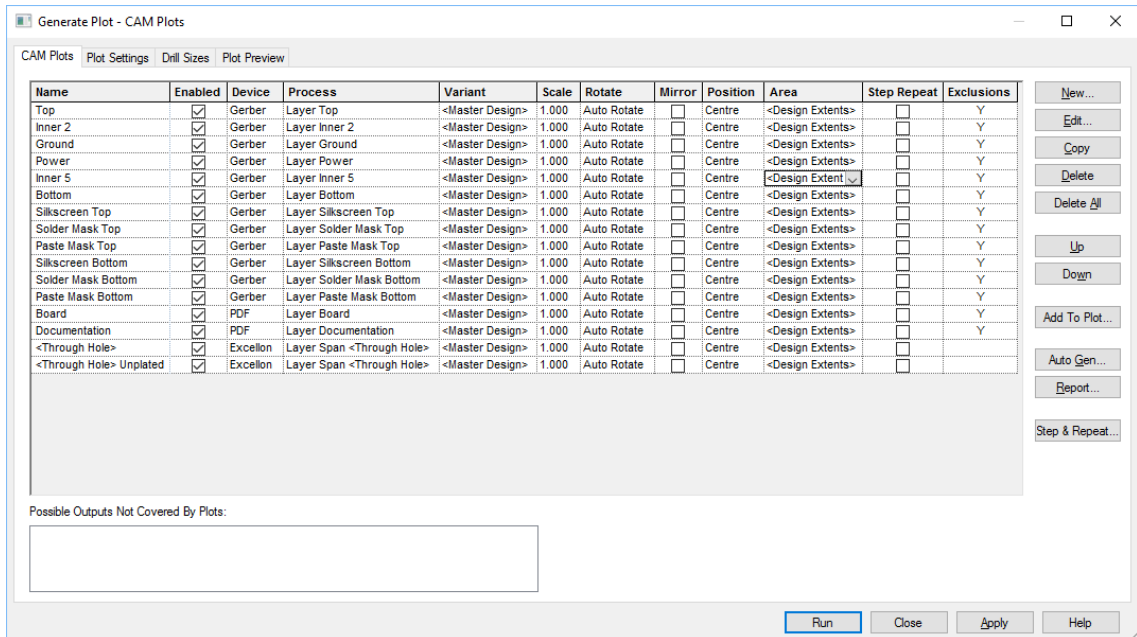 Generate Plot - CAM Plots
CAM Plots Plot Settings Drill Sizes Plot Preview
Name Enabled Device Process Variant Scale Rotate Mirror Position Area Step Repeat Exclusions
Top Gerber Layer Top <Master Design> 1.000 Auto Rotate Centre <Design Extents> Y
Inner 2 Gerber Layer Inner 2 <Master Design> 1.000 Auto Rotate Centre <Design Extents> Y
Ground Gerber Layer Ground <Master Design> 1.000 Auto Rotate Centre <Design Extents> Y
Power Gerber Layer Power <Master Design> 1.000 Auto Rotate Centre <Design Extents> Y
Inner 5 Gerber Layer Inner 5 <Master Design> 1.000 Auto Rotate Centre <Design Extent Y
Bottom Gerber Layer Bottom <Master Design> 1.000 Auto Rotate Centre <Design Extents> Y
Silkscreen Top Gerber Layer Silkscreen Top <Master Design> 1.000 Auto Rotate Centre <Design Extents> Y
Solder Mask Top Gerber Layer Solder Mask Top <Master Design> 1.000 Auto Rotate Centre <Design Extents> Y
Paste Mask Top Gerber Layer Paste Mask Top <Master Design> 1.000 Auto Rotate Centre <Design Extents> Y
Silkscreen Bottom Gerber Layer Silkscreen Bottom <Master Design> 1.000 Auto Rotate Centre <Design Extents> Y
Solder Mask Bottom Gerber Layer Solder Mask Bottom <Master Design> 1.000 Auto Rotate Centre <Design Extents> Y
Paste Mask Bottom Gerber Layer Paste Mask Bottom <Master Design> 1.000 Auto Rotate Centre <Design Extents> Y
Board PDF Layer Board <Master Design> 1.000 Auto Rotate Centre <Design Extents> Y
Documentation PDF Layer Documentation <Master Design> 1.000 Auto Rotate Centre <Design Extents> Y
<Through Hole> Excellon Layer Span <Through Hole> <Master Design> 1.000 Auto Rotate Centre <Design Extents>
<Through Hole> Unplated Excellon Layer Span <Through Hole> <Master Design> 1.000 Auto Rotate Centre <Design Extents>
New...
Edit...
Copy
Delete
Delete All
Up
Down
Add To Plot...
Auto Gen...
Report...
Step & Repeat...
Possible Outputs Not Covered By Plots:
Run Close Apply Help